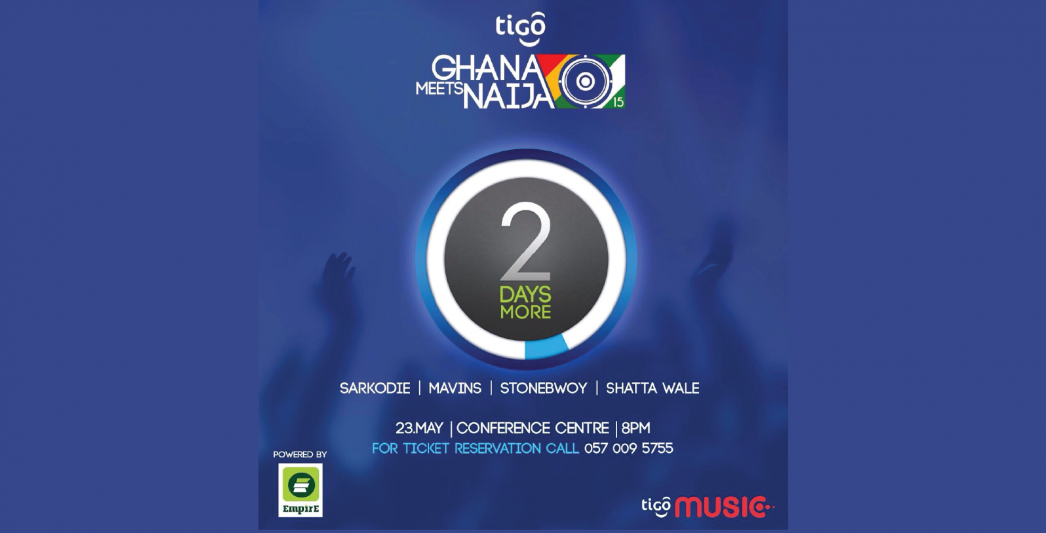 tigo
GHANA
MEETS NAIJA
15
2
DAYS
MORE
SARKODIE | MAVINS | STONEBWOY | SHATTA WALE
23.MAY | CONFERENCE CENTRE | 8PM
FOR TICKET RESERVATION CALL 057 009 5755
POWERED BY
EmpirE
tigo MUSIC